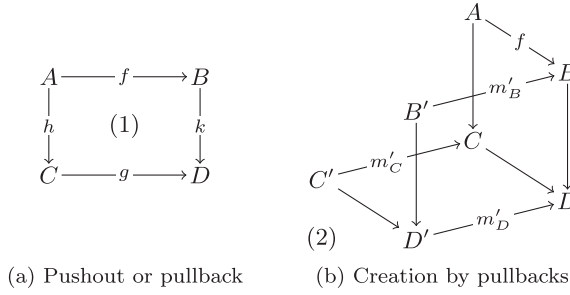 A
f
A f B
m′_B B
B′
h (1) k
C
m′_C
C′
C g D
m′_D D
(2) D′
(a) Pushout or pullback
(b) Creation by pullbacks